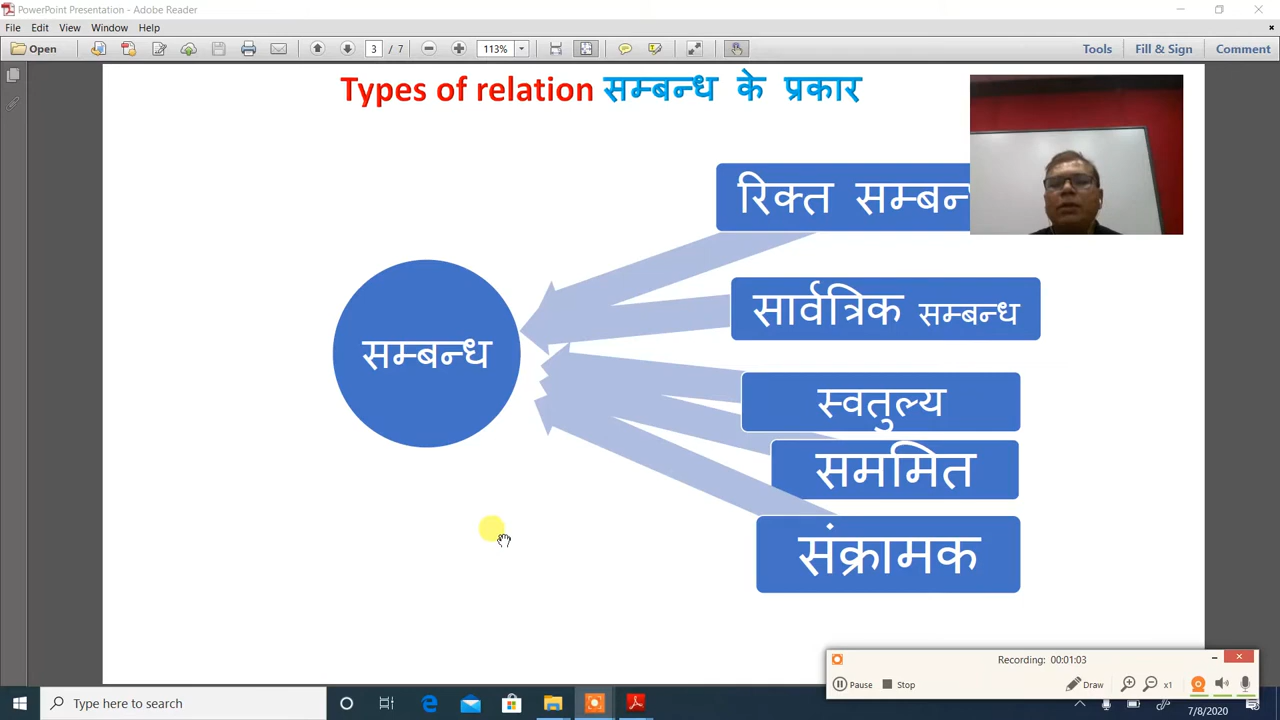 PowerPoint Presentation - Adobe Reader
File Edit View Window Help
Open 3 / 7 113% Tools Fill & Sign Comment
Types of relation सम्बन्ध के प्रकार
रिक्त
सार्वत्रिक सम्बन्ध
सम्बन्ध
स्वतुल्य
सममित
संक्रामक
Recording: 00:01:03
Pause Stop Draw x1
Type here to search
7/8/2020